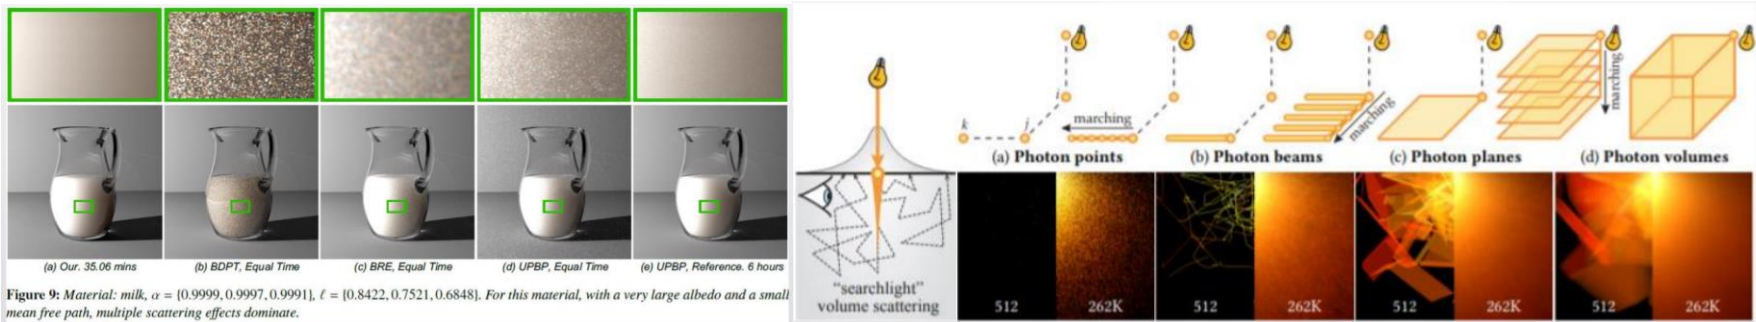 (a) Our. 35.06 mins
(b) BDPT, Equal Time
(c) BRE, Equal Time
(d) UPBP, Equal Time
(e) UPBP, Reference. 6 hours
Figure 9: Material: milk, α = {0.9999, 0.9997, 0.9991}, ℓ = {0.8422, 0.7521, 0.6848}. For this material, with a very large albedo and a small
mean free path, multiple scattering effects dominate.
"searchlight"
volume scattering
k
j
i
marching
(a) Photon points
marching
(b) Photon beams
marching
(c) Photon planes
(d) Photon volumes
512
262K
512
262K
512
262K
512
262K